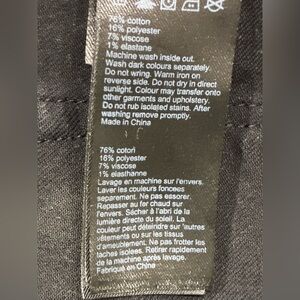 76% cotton
16% polyester
7% viscose
1% elastane
Machine wash inside out.
Wash dark colours separately.
Do not wring. Warm iron on
reverse side. Do not dry in direct
sunlight. Colour may transfer onto
other garments and upholstery.
Do not rub isolated stains. After
washing remove promptly.
Made in China
76% coton
16% polyester
7% viscose
1% élasthanne
Lavage en machine sur l'envers.
Laver les couleurs foncées
séparement. Ne pas essorer.
Repasser au fer chaud sur
l'envers. Sécher à l'abri de la
lumière directe du soleil. La
couleur peut déteindre sur d'autres
vêtements ou sur les tissus
d'ameublement. Ne pas frotter les
taches isolées. Retirer rapidement
de la machine après lavage.
Fabriqué en Chine